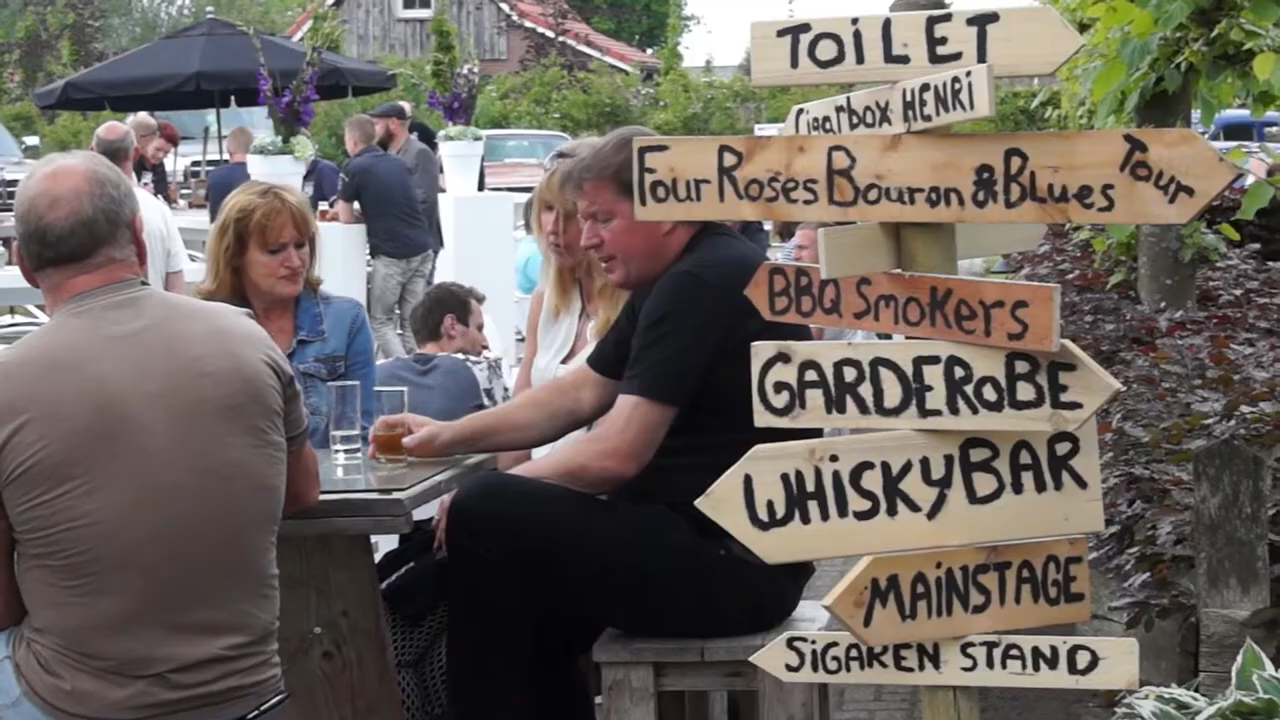 TOiLET
Cigarbox HENRi
Four Roses Bouron & Blues Tour
BBQ SmoKers
GARDERoBE
WHiSKyBAR
MAiNSTAGE
SiGAREN STAND